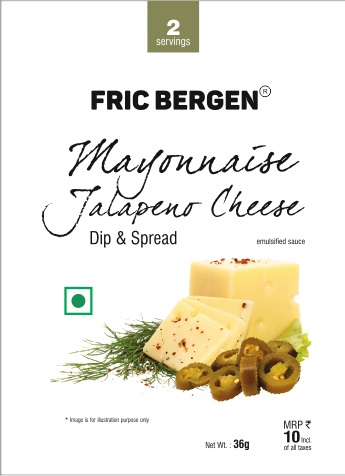 2
servings
FRIC BERGEN®
Mayonnaise
Jalapeno Cheese
Dip & Spread
emulsified sauce
* Image is for illustration purpose only
MRP ₹
10 Incl.
of all taxes
Net Wt. : 36g